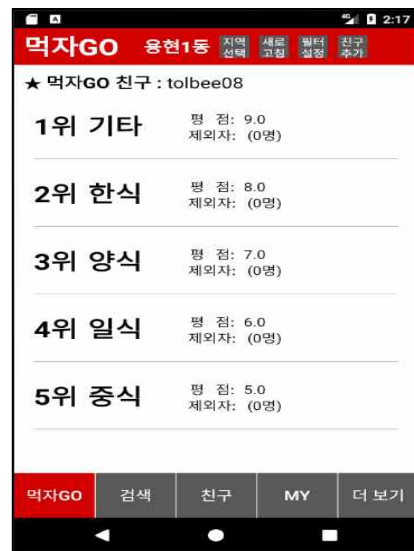 2:17
먹자GO 용현1동 지역선택 새로고침 필터설정 친구추가
★ 먹자GO 친구 : tolbee08
1위 기타
평 점: 9.0
제외자: (0명)
2위 한식
평 점: 8.0
제외자: (0명)
3위 양식
평 점: 7.0
제외자: (0명)
4위 일식
평 점: 6.0
제외자: (0명)
5위 중식
평 점: 5.0
제외자: (0명)
먹자GO 검색 친구 MY 더 보기